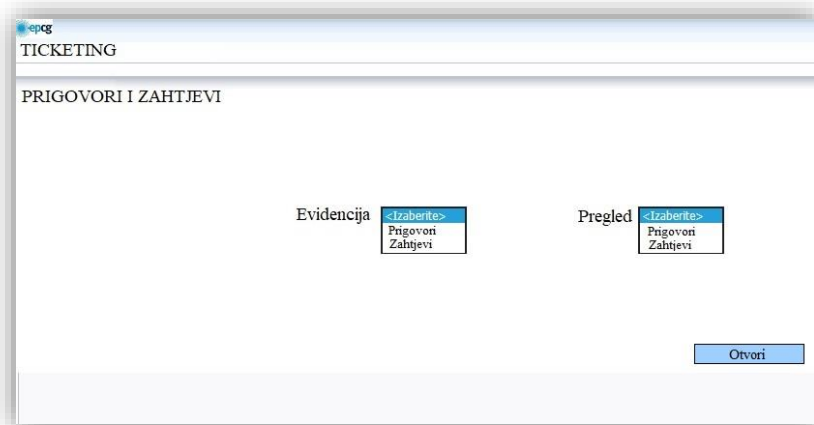 epcg
TICKETING
PRIGOVORI I ZAHTJEVI
Evidencija <Izaberite> Pregled <Izaberite>
Prigovori Prigovori
Zahtjevi Zahtjevi
Otvori